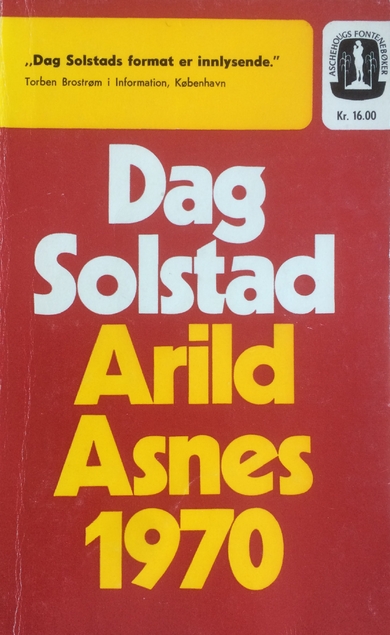 „Dag Solstads format er innlysende.”
Torben Brostrøm i Information, København
ASCHEHOUGS FONTENEBØKER
Kr. 16.00
Dag
Solstad
Arild
Asnes
1970